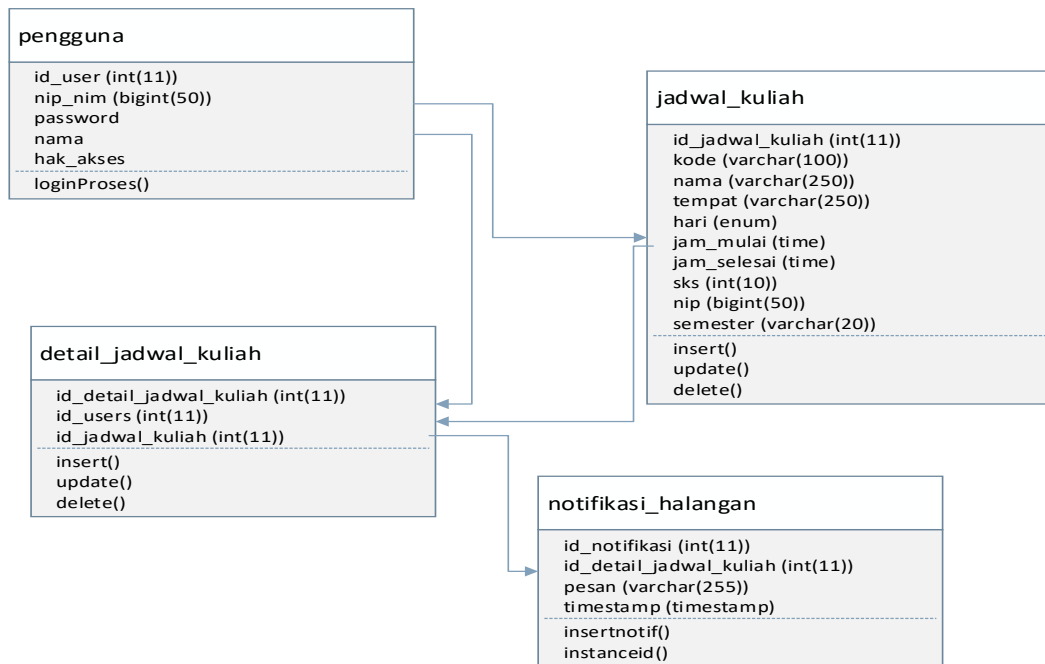 pengguna
id_user (int(11))
nip_nim (bigint(50))
password
nama
hak_akses
loginProses()
jadwal_kuliah
id_jadwal_kuliah (int(11))
kode (varchar(100))
nama (varchar(250))
tempat (varchar(250))
hari (enum)
jam_mulai (time)
jam_selesai (time)
sks (int(10))
nip (bigint(50))
semester (varchar(20))
insert()
update()
delete()
detail_jadwal_kuliah
id_detail_jadwal_kuliah (int(11))
id_users (int(11))
id_jadwal_kuliah (int(11))
insert()
update()
delete()
notifikasi_halangan
id_notifikasi (int(11))
id_detail_jadwal_kuliah (int(11))
pesan (varchar(255))
timestamp (timestamp)
insertnotif()
instanceid()